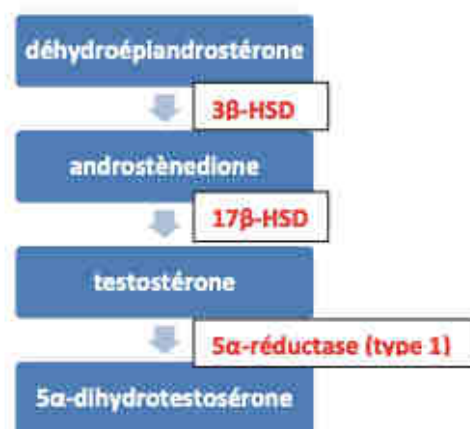 déhydroépiandrostérone
3β-HSD
androstènedione
17β-HSD
testostérone
5α-réductase (type 1)
5α-dihydrotestosérone